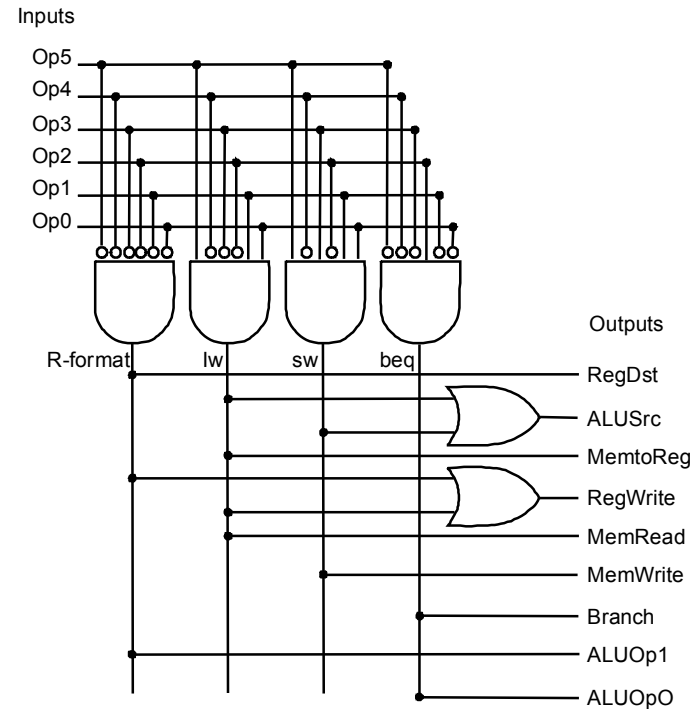 Inputs
Op5
Op4
Op3
Op2
Op1
Op0
Outputs
R-format lw sw beq
RegDst
ALUSrc
MemtoReg
RegWrite
MemRead
MemWrite
Branch
ALUOp1
ALUOpO